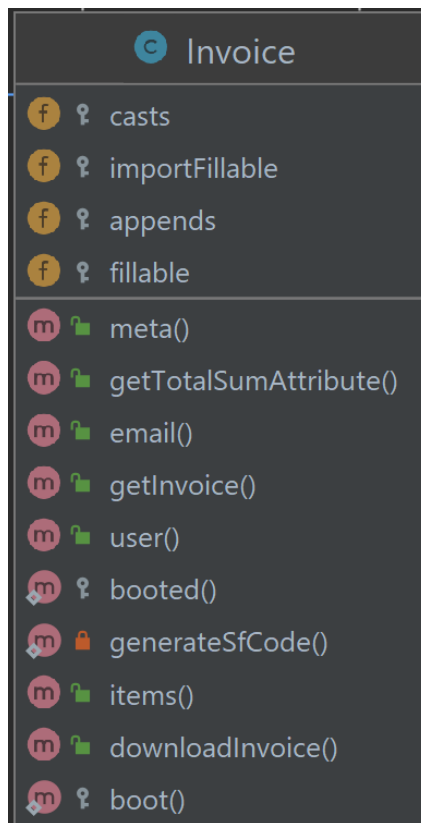 C Invoice
f casts
f importFillable
f appends
f fillable
m meta()
m getTotalSumAttribute()
m email()
m getInvoice()
m user()
m booted()
m generateSfCode()
m items()
m downloadInvoice()
m boot()